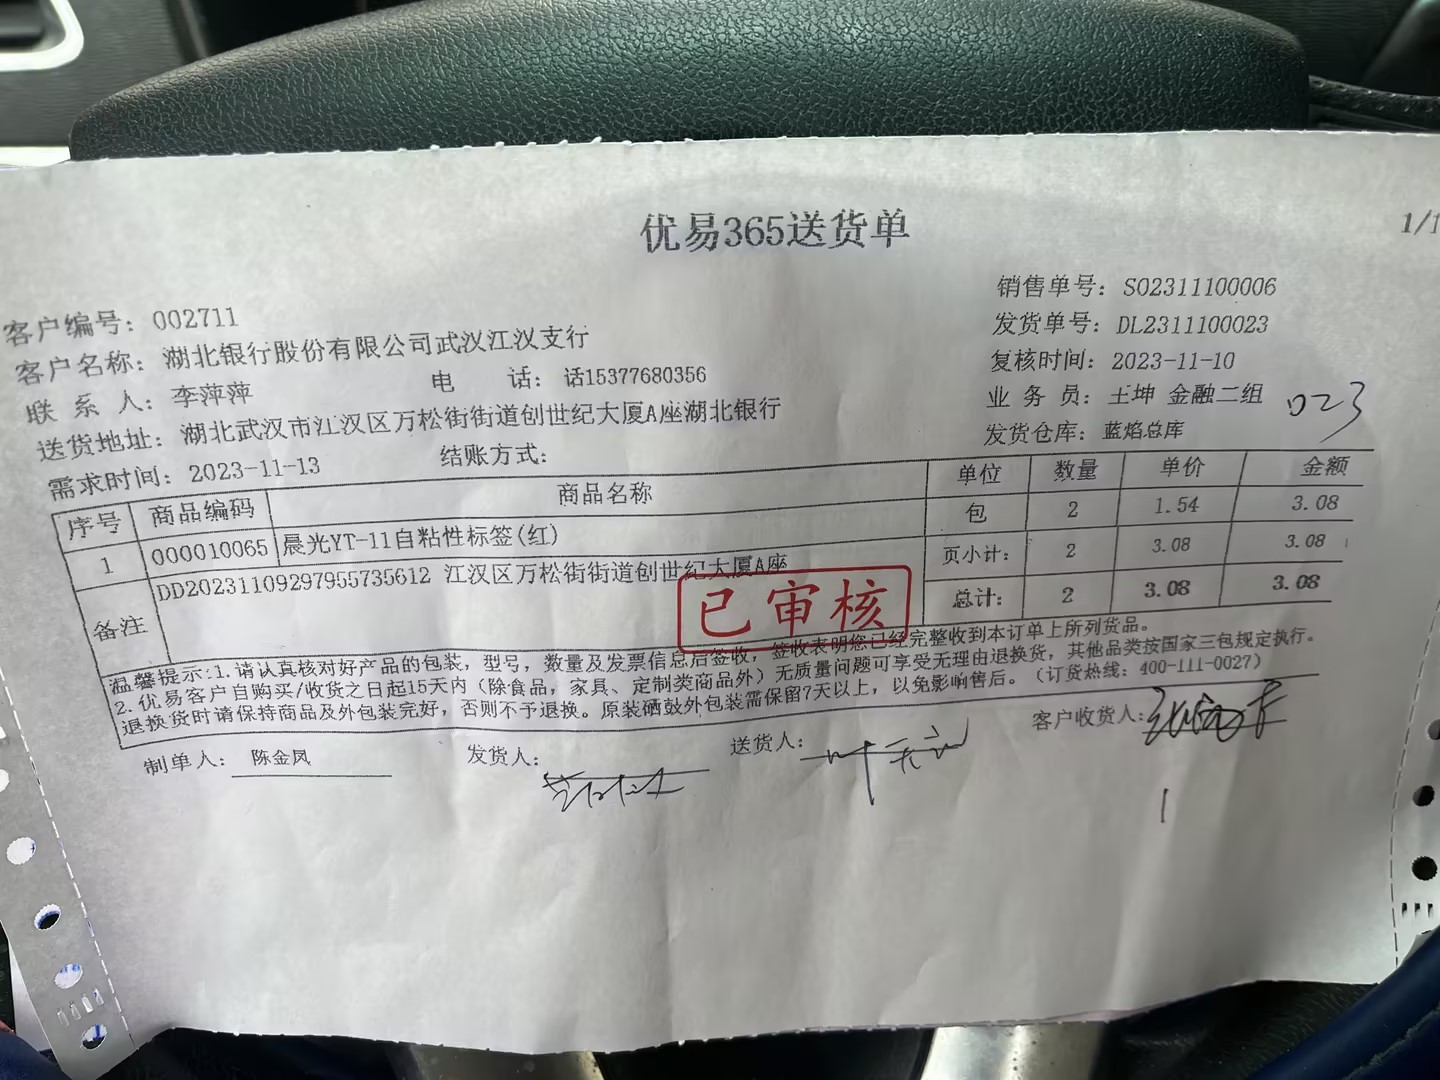 优易365送货单
1/1
客户编号：002711
销售单号：SO2311100006
客户名称：湖北银行股份有限公司武汉江汉支行
发货单号：DL2311100023
联 系 人：李萍萍 电 话：话15377680356
复核时间：2023-11-10
送货地址：湖北武汉市江汉区万松街街道创世纪大厦A座湖北银行
业 务 员：王坤 金融二组
023
需求时间：2023-11-13 结账方式：
发货仓库：蓝焰总库
序号 商品编码 商品名称 单位 数量 单价 金额
1 000010065 晨光YT-11自粘性标签(红) 包 2 1.54 3.08
备注 DD20231109297955735612 江汉区万松街街道创世纪大厦A座
页小计： 2 3.08 3.08
总计： 2 3.08 3.08
已审核
温馨提示:1.请认真核对好产品的包装，型号，数量及发票信息后签收，签收表明您已经完整收到本订单上所列货品。
2.优易客户自购买/收货之日起15天内（除食品，家具、定制类商品外）无质量问题可享受无理由退换货，其他品类按国家三包规定执行。
退换货时请保持商品及外包装完好，否则不予退换。原装硒鼓外包装需保留7天以上，以免影响售后。（订货热线：400-111-0027）
制单人：陈金凤 发货人： 送货人： 客户收货人：